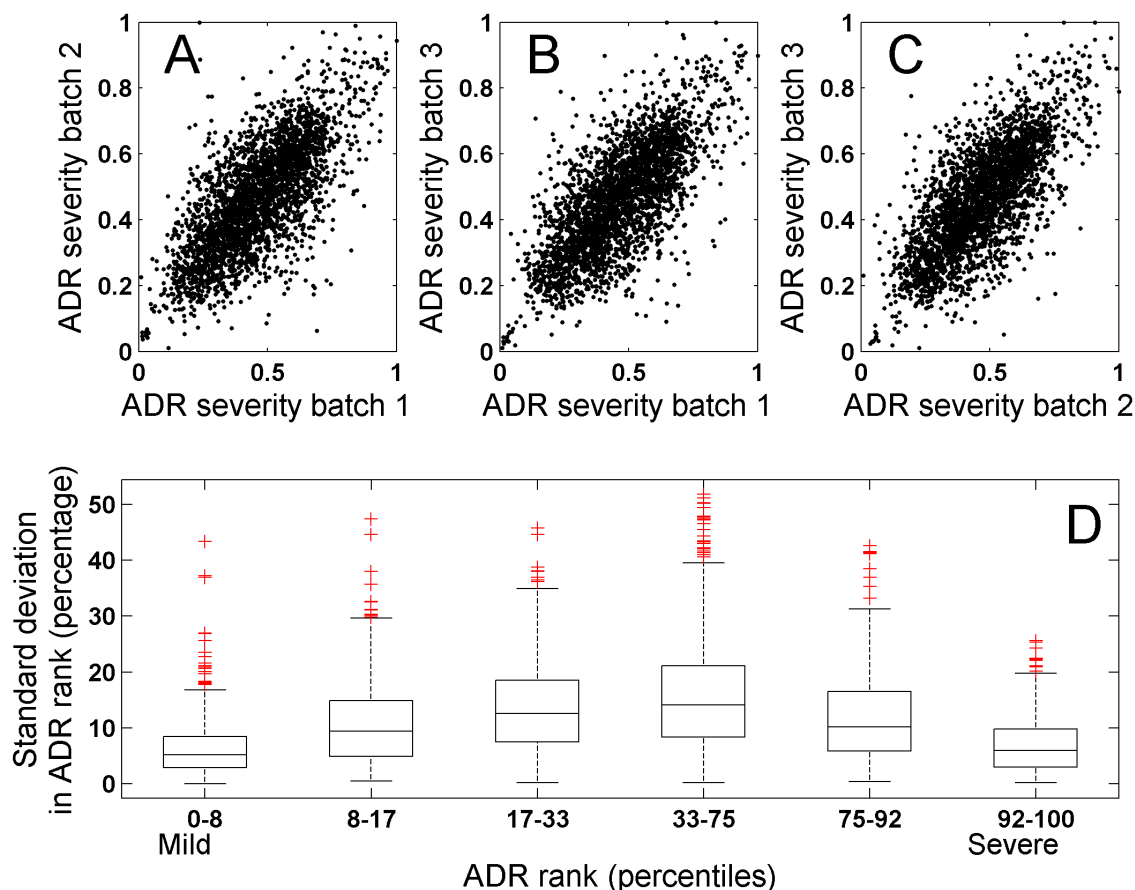 A
B
C
1
0.8
0.6
0.4
0.2
0
0
0.5
1
ADR severity batch 2
ADR severity batch 1
1
0.8
0.6
0.4
0.2
0
0
0.5
1
ADR severity batch 3
ADR severity batch 1
1
0.8
0.6
0.4
0.2
0
0
0.5
1
ADR severity batch 3
ADR severity batch 2
D
Standard deviation
in ADR rank (percentage)
50
40
30
20
10
0
0-8
8-17
17-33
33-75
75-92
92-100
Mild
Severe
ADR rank (percentiles)